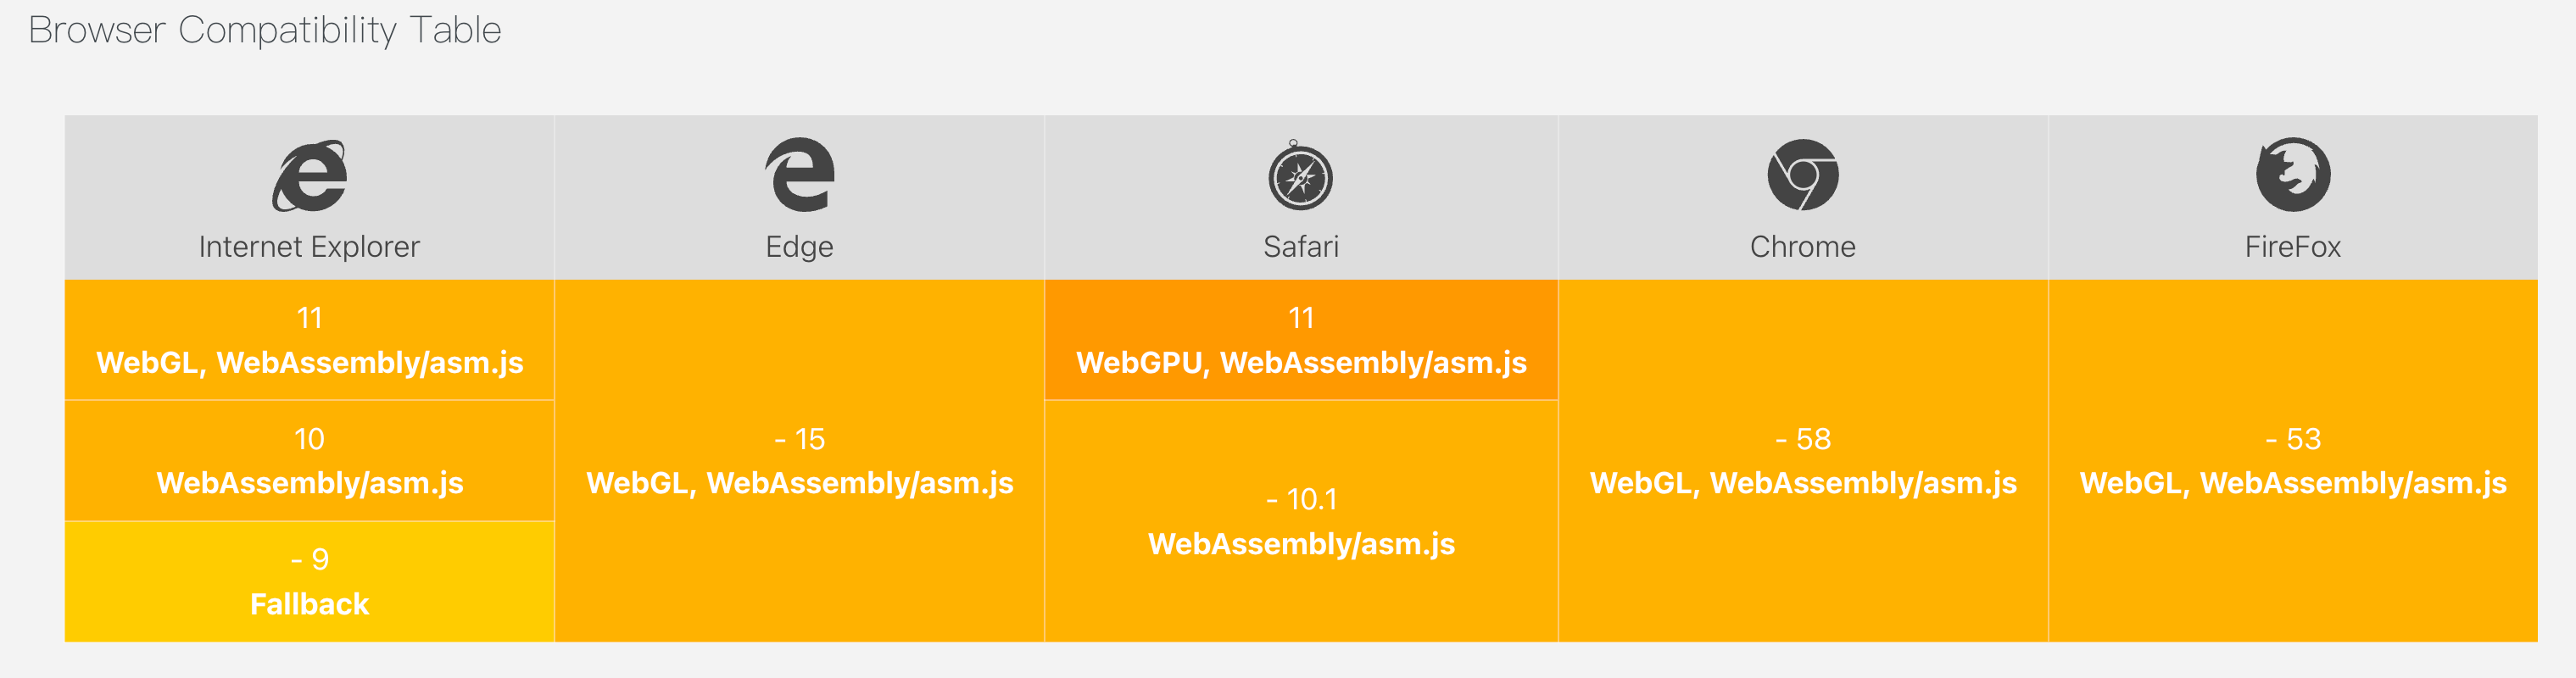 Browser Compatibility Table
Internet Explorer
Edge
Safari
Chrome
FireFox
11
WebGL, WebAssembly/asm.js
10
WebAssembly/asm.js
- 9
Fallback
- 15
WebGL, WebAssembly/asm.js
11
WebGPU, WebAssembly/asm.js
- 10.1
WebAssembly/asm.js
- 58
WebGL, WebAssembly/asm.js
- 53
WebGL, WebAssembly/asm.js